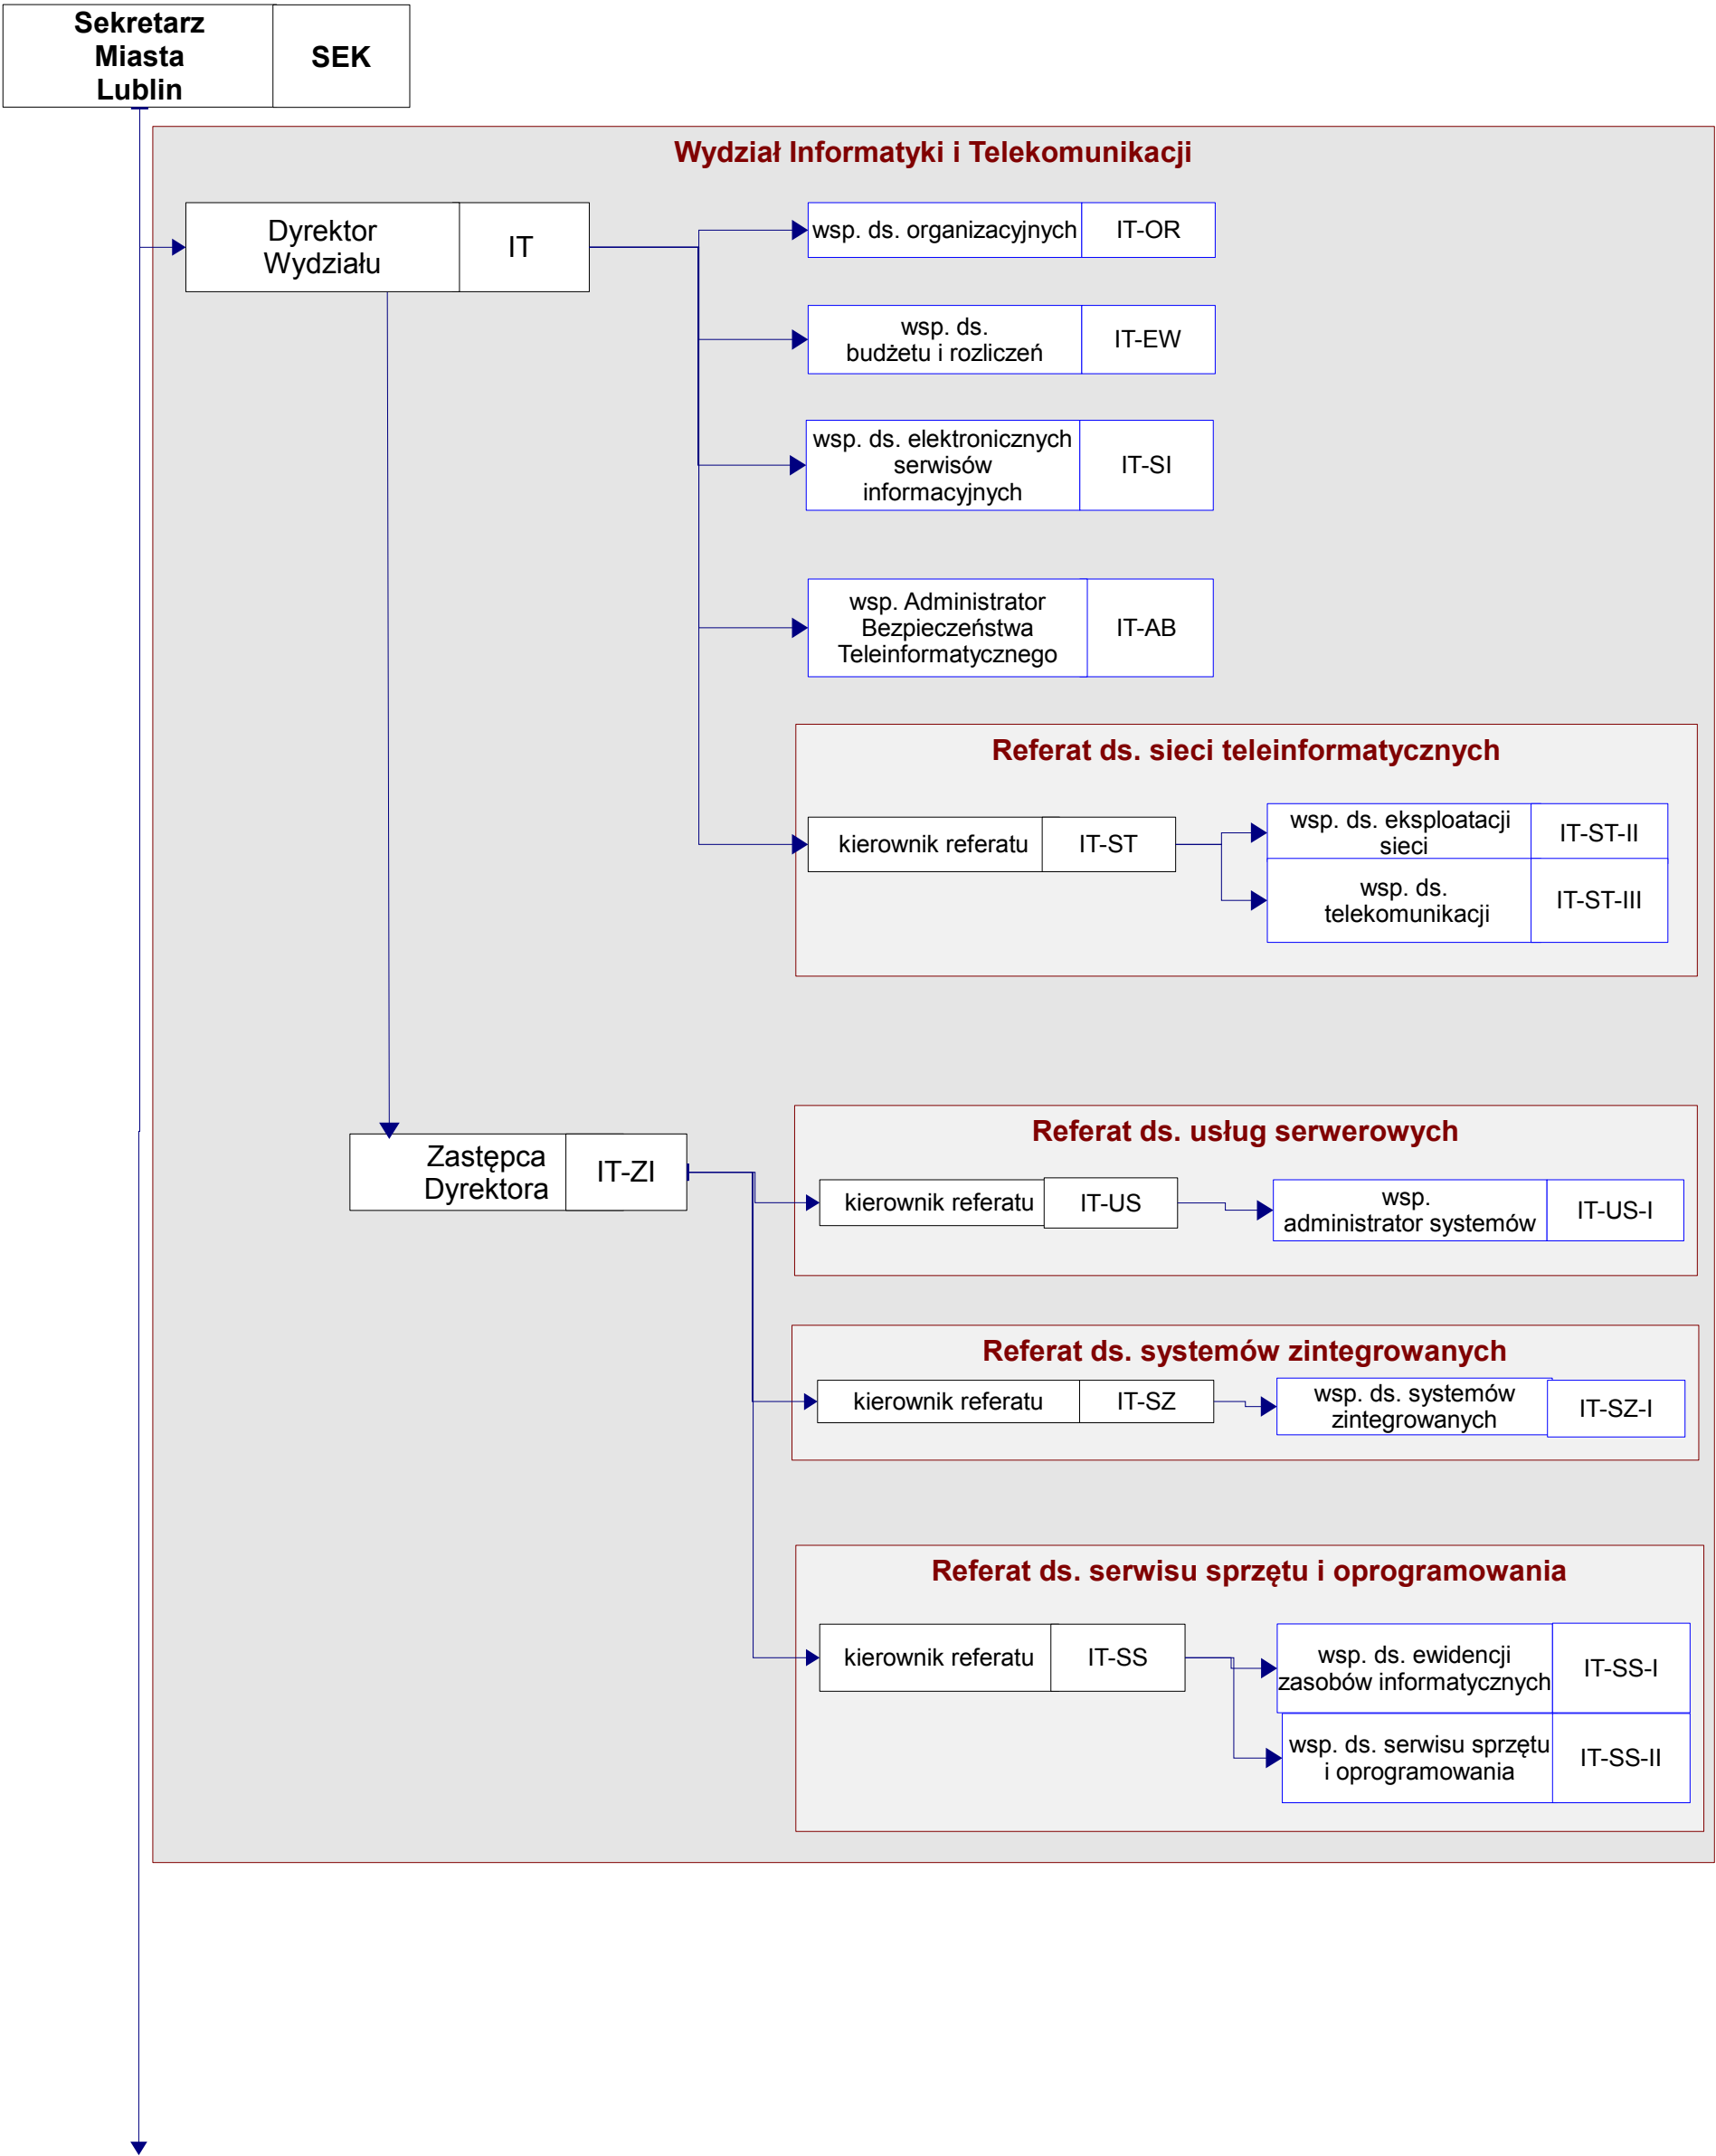 Sekretarz
Miasta
Lublin
SEK
Wydział Informatyki i Telekomunikacji
Dyrektor
Wydziału
IT
wsp. ds. organizacyjnych
IT-OR
wsp. ds.
budżetu i rozliczeń
IT-EW
wsp. ds. elektronicznych
serwisów
informacyjnych
IT-SI
wsp. Administrator
Bezpieczeństwa
Teleinformatycznego
IT-AB
Referat ds. sieci teleinformatycznych
kierownik referatu
IT-ST
wsp. ds. eksploatacji
sieci
IT-ST-II
wsp. ds.
telekomunikacji
IT-ST-III
Zastępca
Dyrektora
IT-ZI
Referat ds. usług serwerowych
kierownik referatu
IT-US
wsp.
administrator systemów
IT-US-I
Referat ds. systemów zintegrowanych
kierownik referatu
IT-SZ
wsp. ds. systemów
zintegrowanych
IT-SZ-I
Referat ds. serwisu sprzętu i oprogramowania
kierownik referatu
IT-SS
wsp. ds. ewidencji
zasobów informatycznych
IT-SS-I
wsp. ds. serwisu sprzętu
i oprogramowania
IT-SS-II